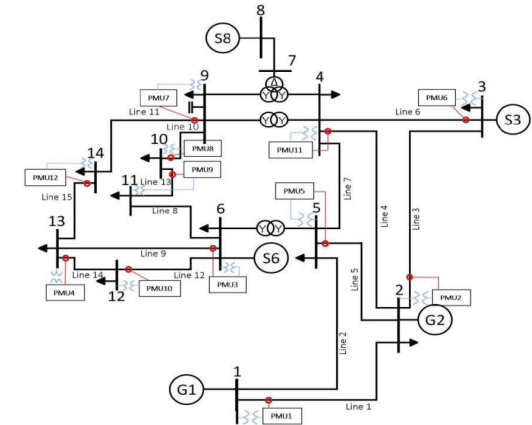 8
S8
7
Δ
9
Y Y
4
3
PMU7
PMU6
Line 11
Line 10
Y Y
Line 6
S3
10
PMU8
PMU11
14
PMU9
Line 13
PMU12
11
Line 15
PMU5
Line 7
Line 4
Line 3
13
Line 8
6
5
Y Y
Line 9
Line 5
S6
Line 14
Line 12
2
PMU4
12
PMU10
PMU3
PMU2
G2
Line 2
1
G1
Line 1
PMU1